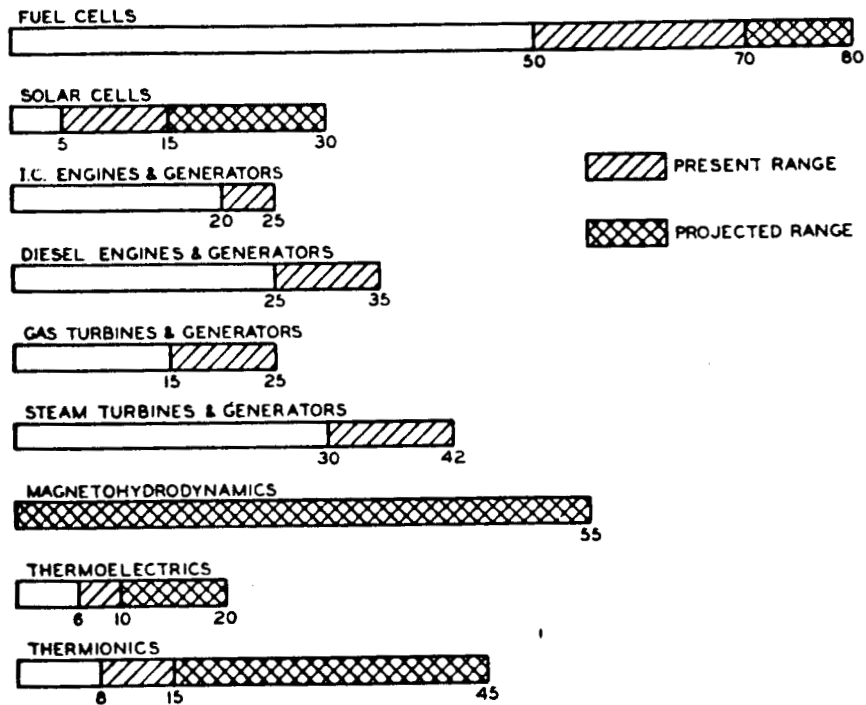 FUEL CELLS
50 70 80
SOLAR CELLS
5 15 30
PRESENT RANGE
I.C. ENGINES & GENERATORS
20 25
PROJECTED RANGE
DIESEL ENGINES & GENERATORS
25 35
GAS TURBINES & GENERATORS
15 25
STEAM TURBINES & GENERATORS
30 42
MAGNETOHYDRODYNAMICS
55
THERMOELECTRICS
6 10 20
THERMIONICS
8 15 45